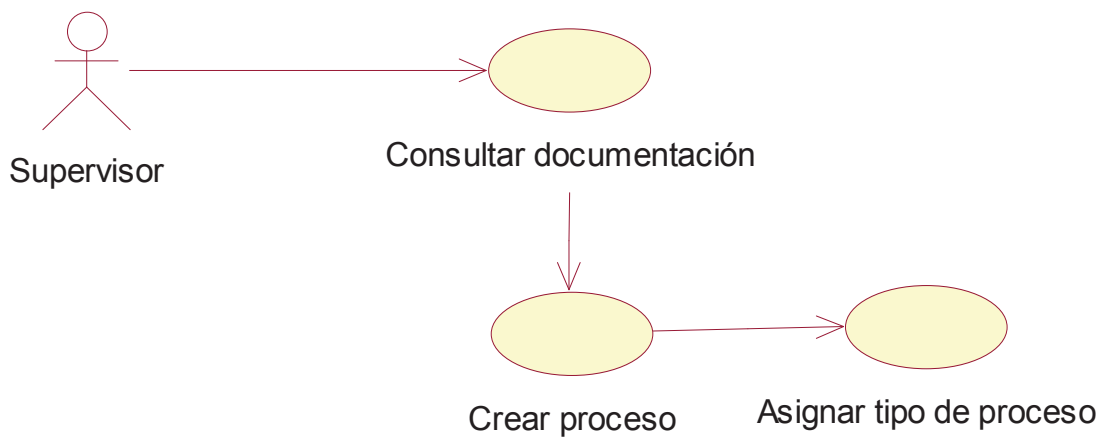 Supervisor
Consultar documentación
Crear proceso
Asignar tipo de proceso